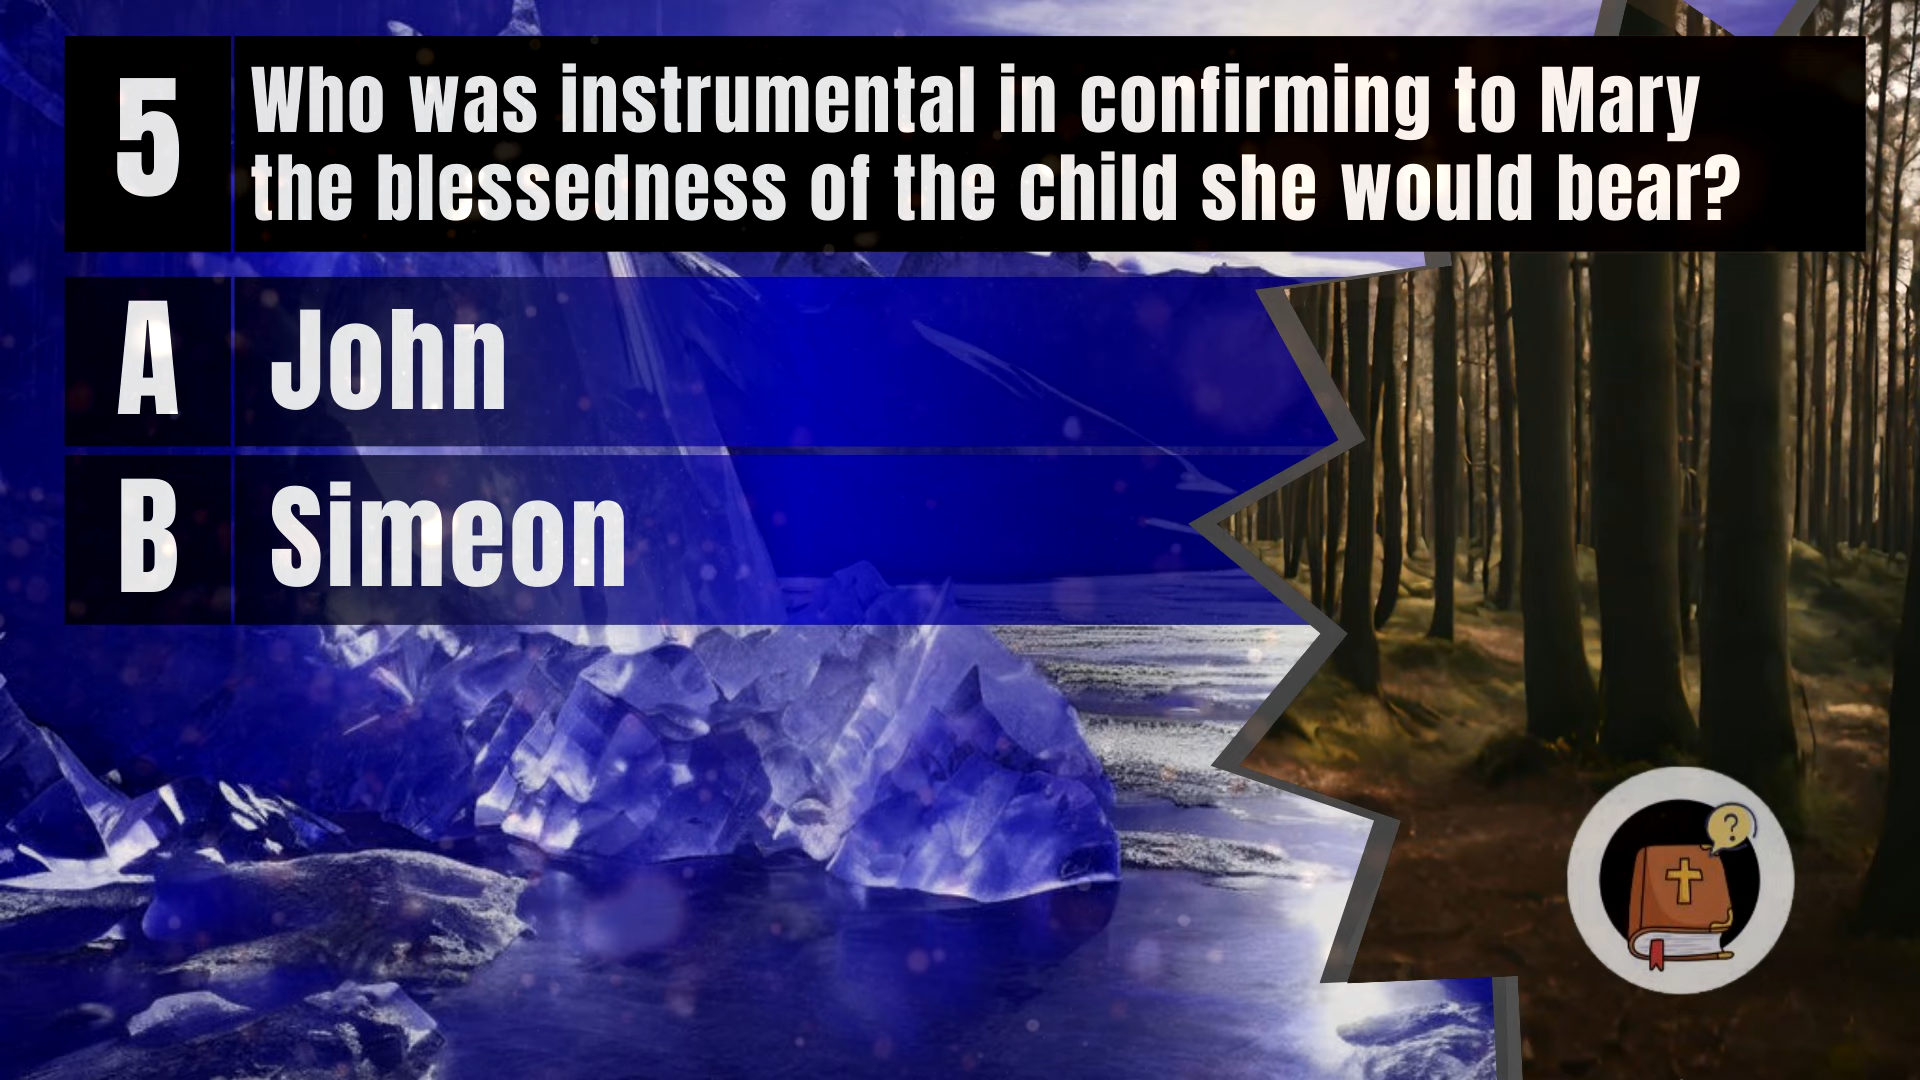 5
Who was instrumental in confirming to Mary
the blessedness of the child she would bear?
A
John
B
Simeon
?